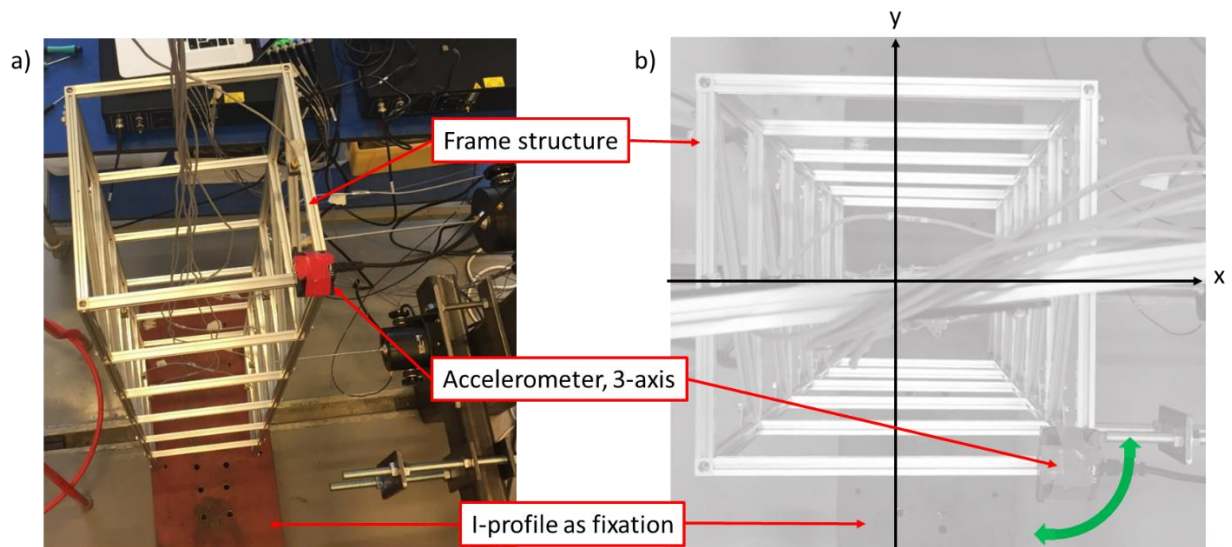 a)
b)
y
Frame structure
x
Accelerometer, 3-axis
I-profile as fixation